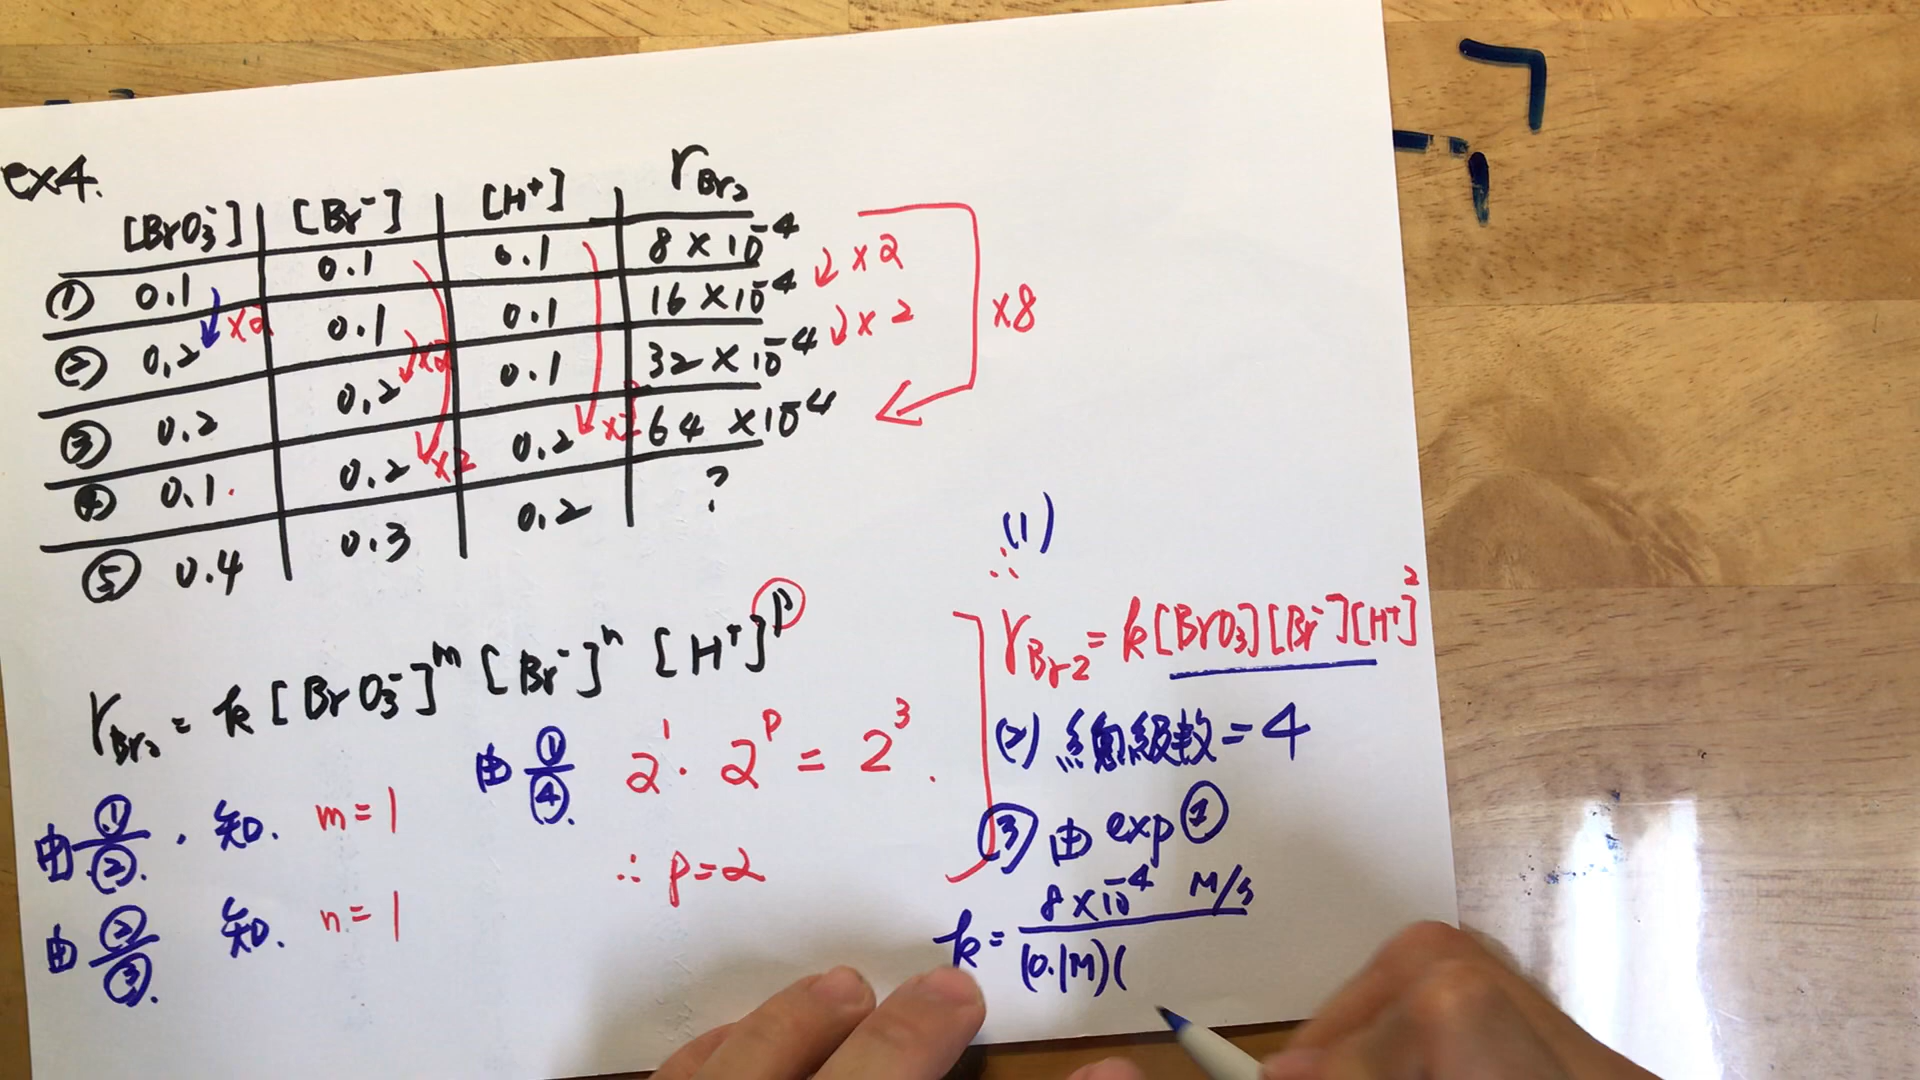 ex4.
[BrO₃⁻] [Br⁻] [H⁺] rBr₂
① 0.1 0.1 0.1 8 × 10⁻⁴
② 0.2 0.1 0.1 16 × 10⁻⁴
③ 0.2 0.2 0.1 32 × 10⁻⁴
④ 0.1 0.2 0.2 64 × 10⁻⁴
⑤ 0.4 0.3 0.2 ?
×2
×2
×2
×2
×2
×2
×8
rBr₂ = k [BrO₃⁻]ᵐ [Br⁻]ⁿ [H⁺]ᵖ
由 ①/②. 知. m=1
由 ②/③. 知. n=1
由 ①/④. 2¹ · 2ᵖ = 2³.
∴ p=2
(1)
∴
rBr2 = k[BrO3][Br⁻][H⁺]²
(2) 總級数=4
(3) 由 exp①
k= 8×10⁻⁴ M/s / (0.1M)(